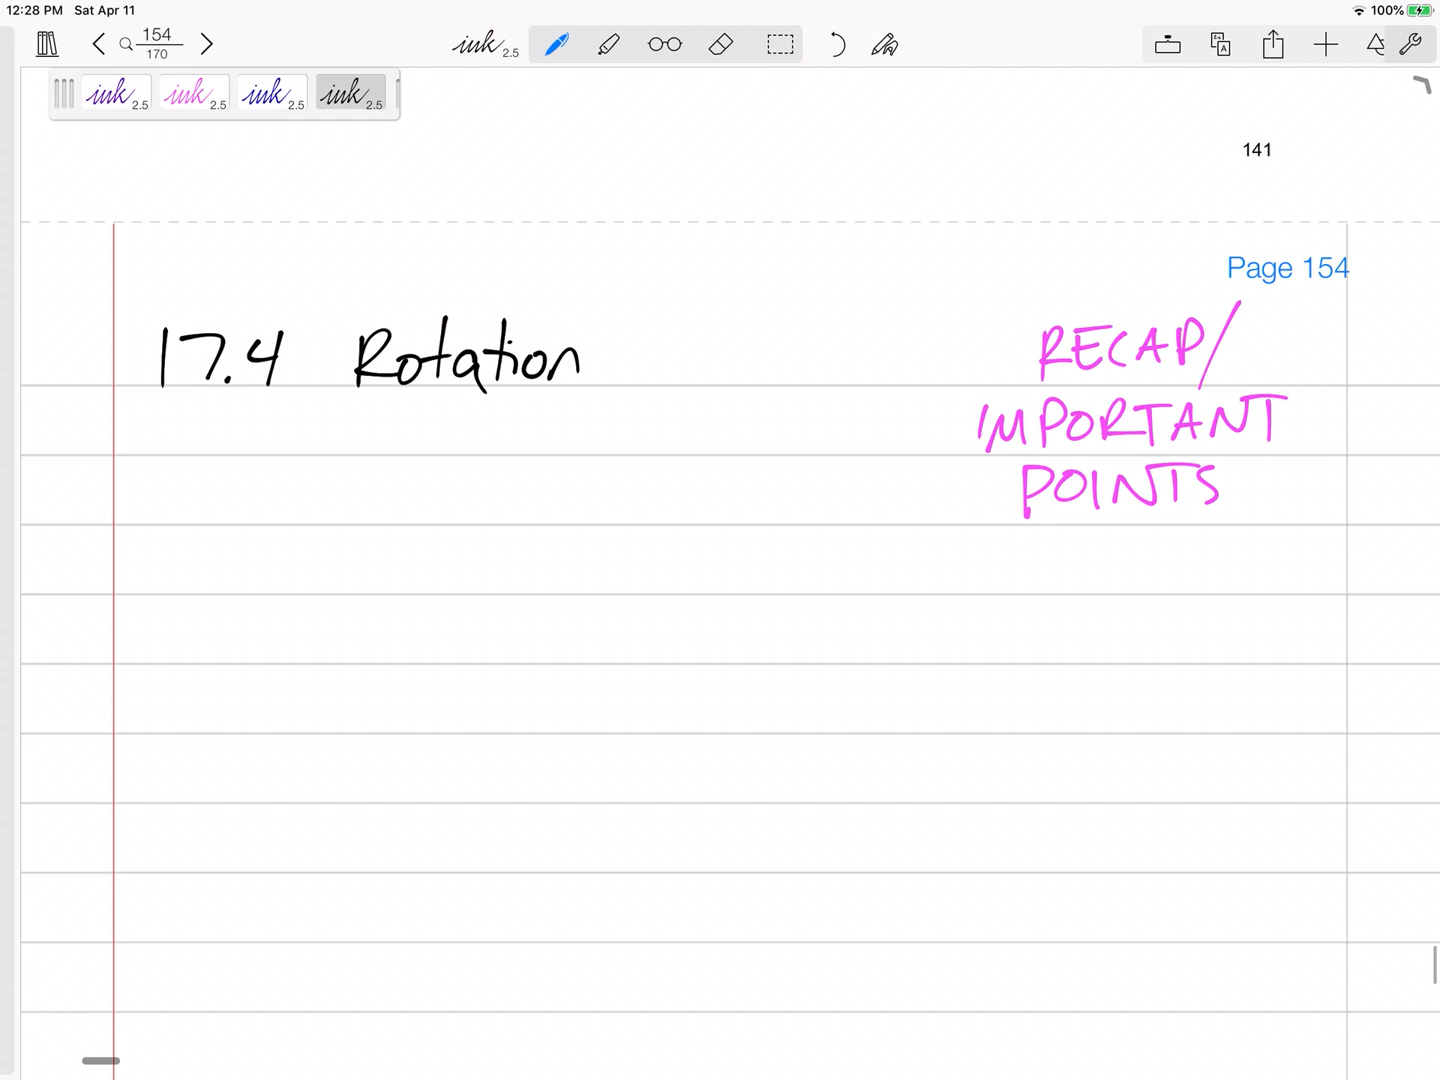 12:28 PM Sat Apr 11
100%
154
170
ink 2.5
ink 2.5
ink 2.5
ink 2.5
ink 2.5
141
Page 154
17.4 Rotation
RECAP/
IMPORTANT
POINTS